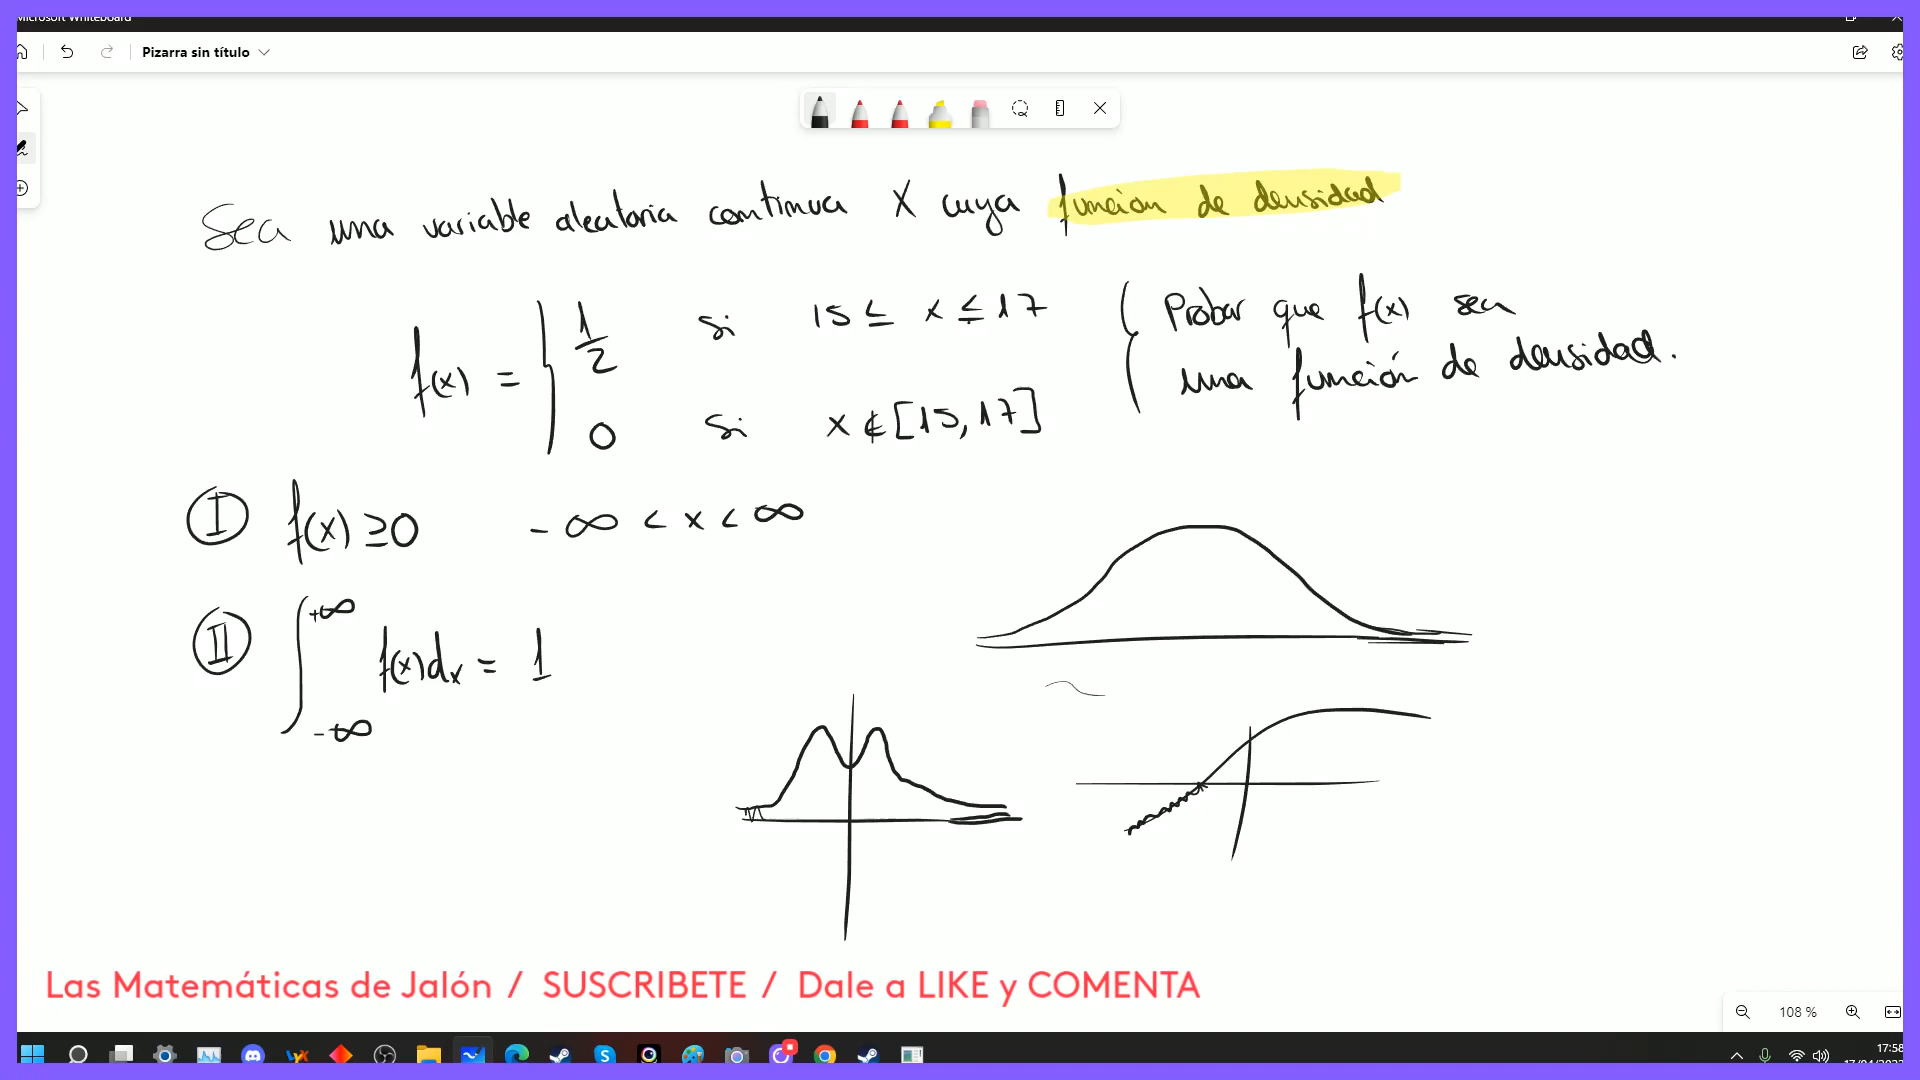 Microsoft Whiteboard
Pizarra sin título
Sea una variable aleatoria continua X cuya función de densidad
f(x) = { 1/2 si 15 ≤ x ≤ 17
0 si x ∉ [15, 17]
( Probar que f(x) sea
( una función de densidad.
I f(x) ≥ 0 -∞ < x < ∞
II ∫ +∞ -∞ f(x)dx = 1
Las Matemáticas de Jalón / SUSCRIBETE / Dale a LIKE y COMENTA
108 %
17:58